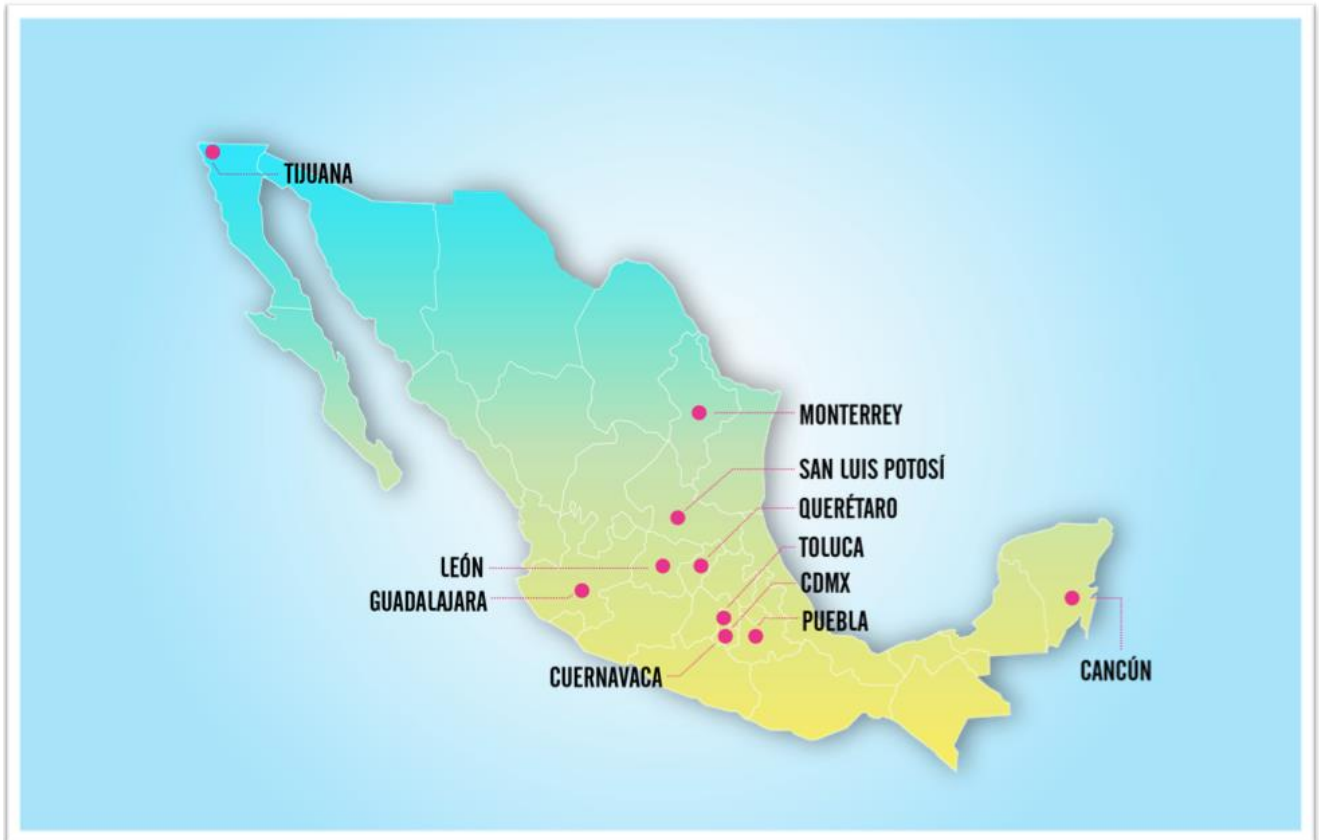 TIJUANA
MONTERREY
SAN LUIS POTOSÍ
QUERÉTARO
TOLUCA
LEÓN
CDMX
GUADALAJARA
PUEBLA
CUERNAVACA
CANCÚN